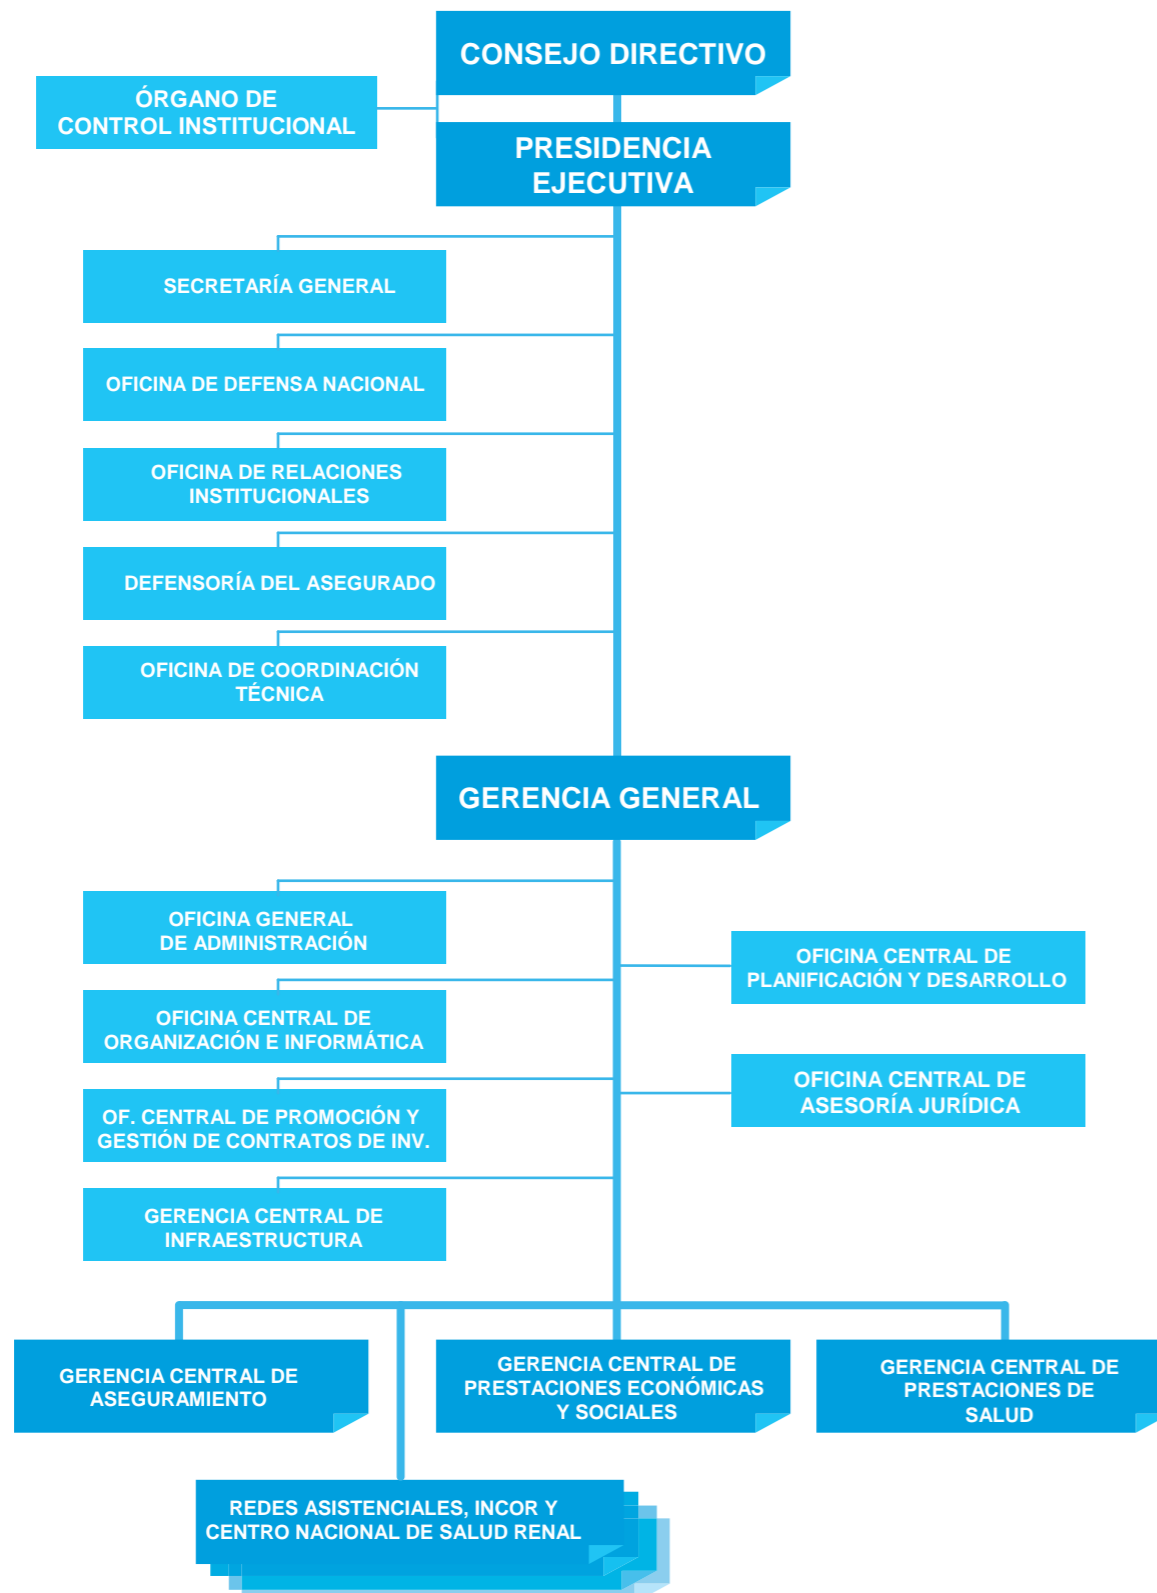 CONSEJO DIRECTIVO
ÓRGANO DE
CONTROL INSTITUCIONAL
PRESIDENCIA
EJECUTIVA
SECRETARÍA GENERAL
OFICINA DE DEFENSA NACIONAL
OFICINA DE RELACIONES
INSTITUCIONALES
DEFENSORÍA DEL ASEGURADO
OFICINA DE COORDINACIÓN
TÉCNICA
GERENCIA GENERAL
OFICINA GENERAL
DE ADMINISTRACIÓN
OFICINA CENTRAL DE
PLANIFICACIÓN Y DESARROLLO
OFICINA CENTRAL DE
ORGANIZACIÓN E INFORMÁTICA
OFICINA CENTRAL DE
ASESORÍA JURÍDICA
OF. CENTRAL DE PROMOCIÓN Y
GESTIÓN DE CONTRATOS DE INV.
GERENCIA CENTRAL DE
INFRAESTRUCTURA
GERENCIA CENTRAL DE
ASEGURAMIENTO
GERENCIA CENTRAL DE
PRESTACIONES ECONÓMICAS
Y SOCIALES
GERENCIA CENTRAL DE
PRESTACIONES DE
SALUD
REDES ASISTENCIALES, INCOR Y
CENTRO NACIONAL DE SALUD RENAL